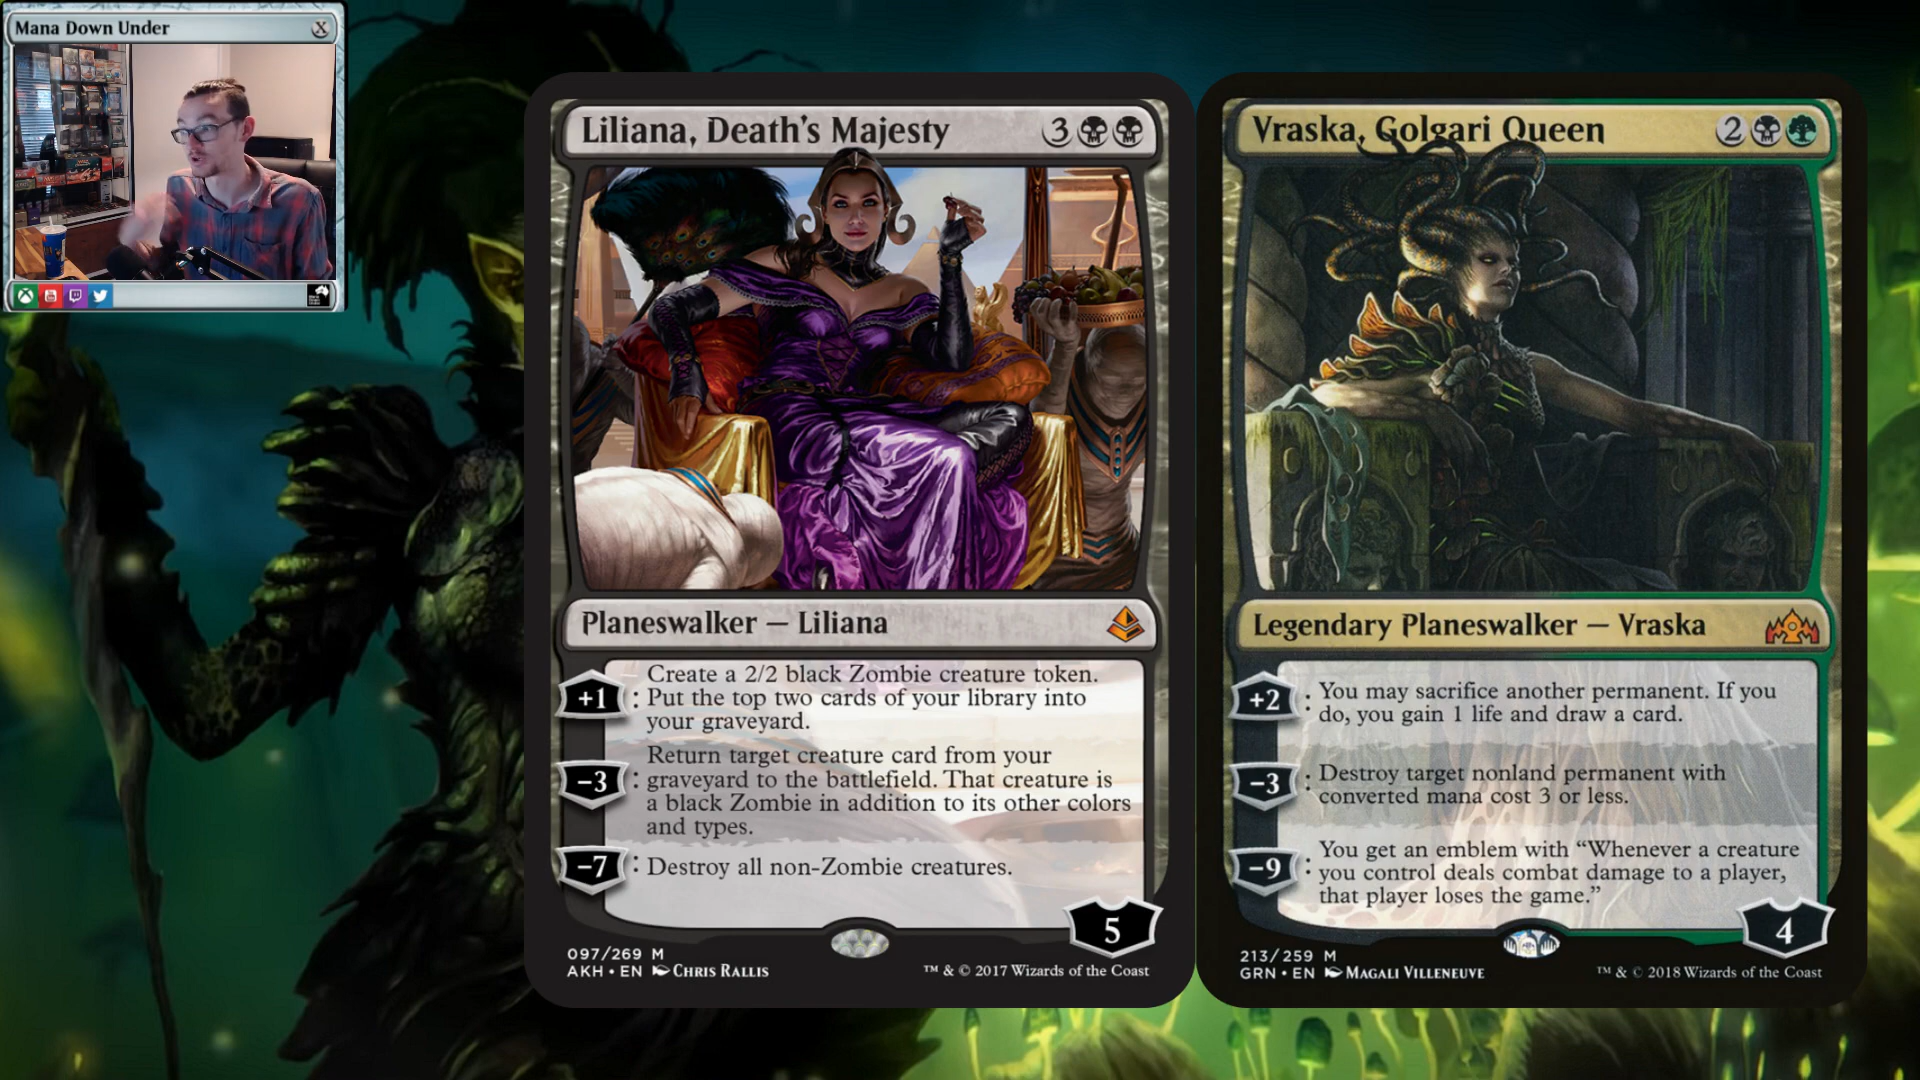 Mana Down Under
X
Liliana, Death's Majesty
3
Planeswalker — Liliana
+1
: Create a 2/2 black Zombie creature token.
Put the top two cards of your library into
your graveyard.
−3
: Return target creature card from your
graveyard to the battlefield. That creature is
a black Zombie in addition to its other colors
and types.
−7
: Destroy all non-Zombie creatures.
5
097/269 M
AKH • EN Chris Rallis
™ & © 2017 Wizards of the Coast
Vraska, Golgari Queen
2
Legendary Planeswalker — Vraska
+2
: You may sacrifice another permanent. If you
do, you gain 1 life and draw a card.
−3
: Destroy target nonland permanent with
converted mana cost 3 or less.
−9
: You get an emblem with “Whenever a creature
you control deals combat damage to a player,
that player loses the game.”
4
213/259 M
GRN • EN Magali Villeneuve
™ & © 2018 Wizards of the Coast